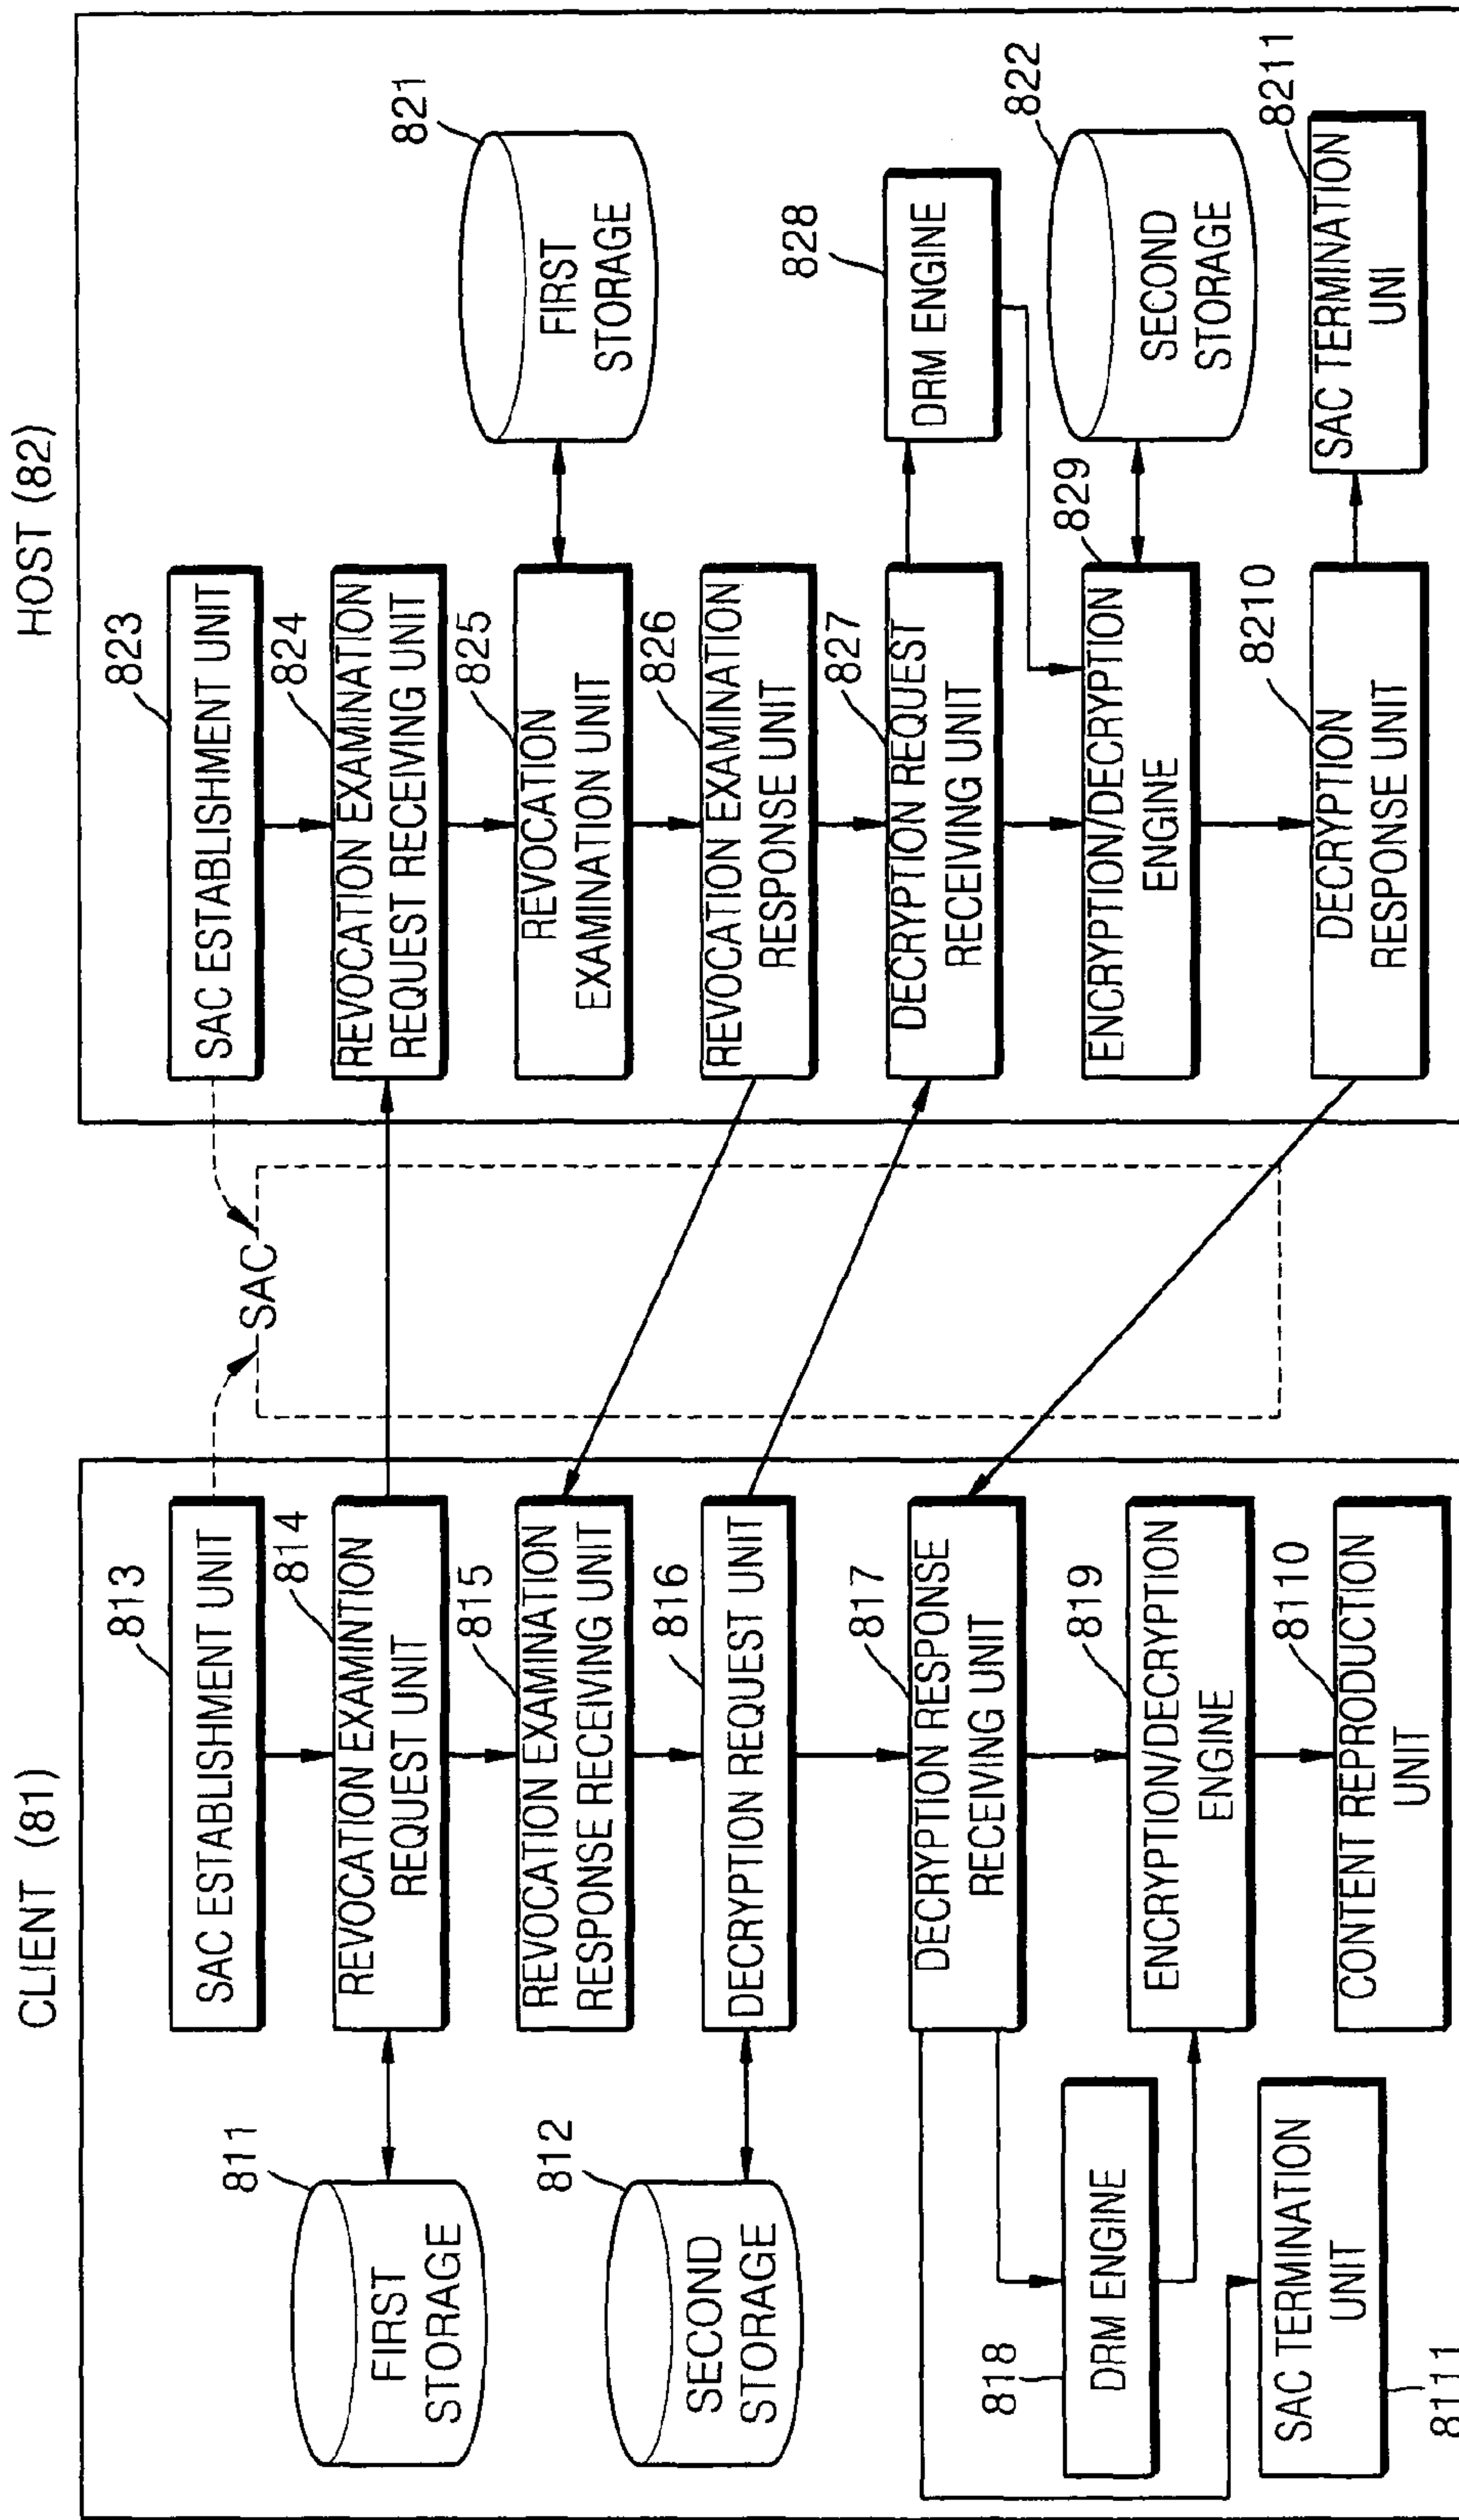 CLIENT (81)
813
SAC ESTABLISHMENT UNIT
814
REVOCATION EXAMINTION
REQUEST UNIT
811
FIRST
STORAGE
815
REVOCATION EXAMINATION
RESPONSE RECEIVING UNIT
816
DECRYPTION REQUEST UNIT
812
SECOND
STORAGE
817
DECRYPTION RESPONSE
RECEIVING UNIT
818
DRM ENGINE
819
ENCRYPTION/DECRYPTION
ENGINE
8110
CONTENT REPRODUCTION
UNIT
SAC TERMINATION
UNIT
8111
SAC
HOST (82)
823
SAC ESTABLISHMENT UNIT
824
REVOCATION EXAMINATION
REQUEST RECEIVING UNIT
825
REVOCATION
EXAMINATION UNIT
821
FIRST
STORAGE
826
REVOCATION EXAMINATION
RESPONSE UNIT
827
DECRYPTION REQUEST
RECEIVING UNIT
828
DRM ENGINE
829
ENCRYPTION/DECRYPTION
ENGINE
822
SECOND
STORAGE
8210
DECRYPTION
RESPONSE UNIT
8211
SAC TERMINATION
UNI